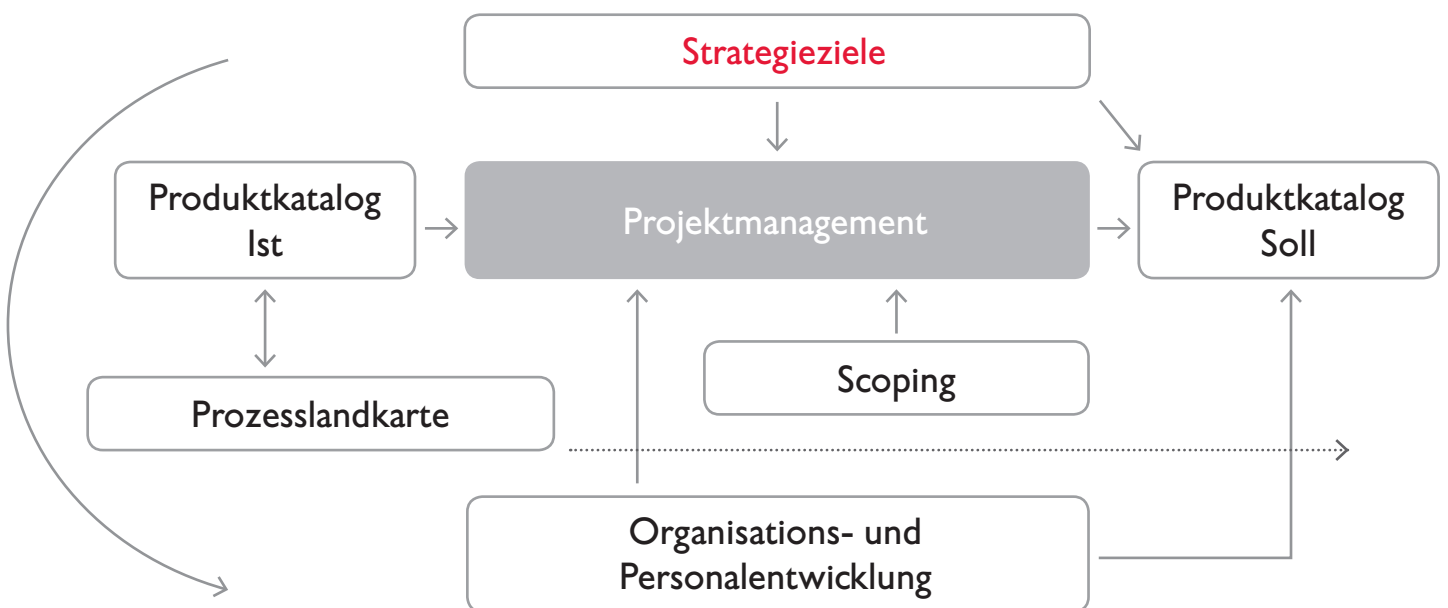 Strategieziele
Produktkatalog
Ist
Projektmanagement
Produktkatalog
Soll
Scoping
Prozesslandkarte
Organisations- und
Personalentwicklung